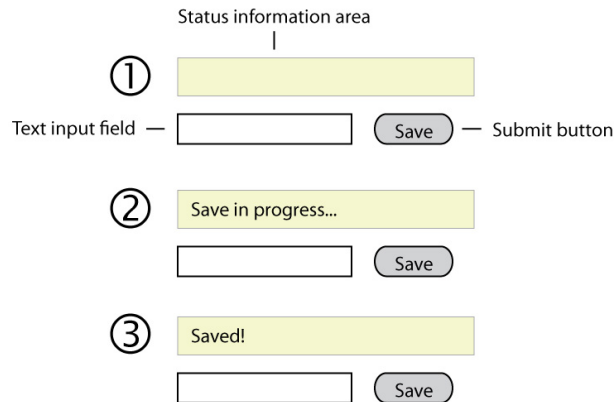 Status information area
①
Text input field
Save
Submit button
②
Save in progress...
Save
③
Saved!
Save